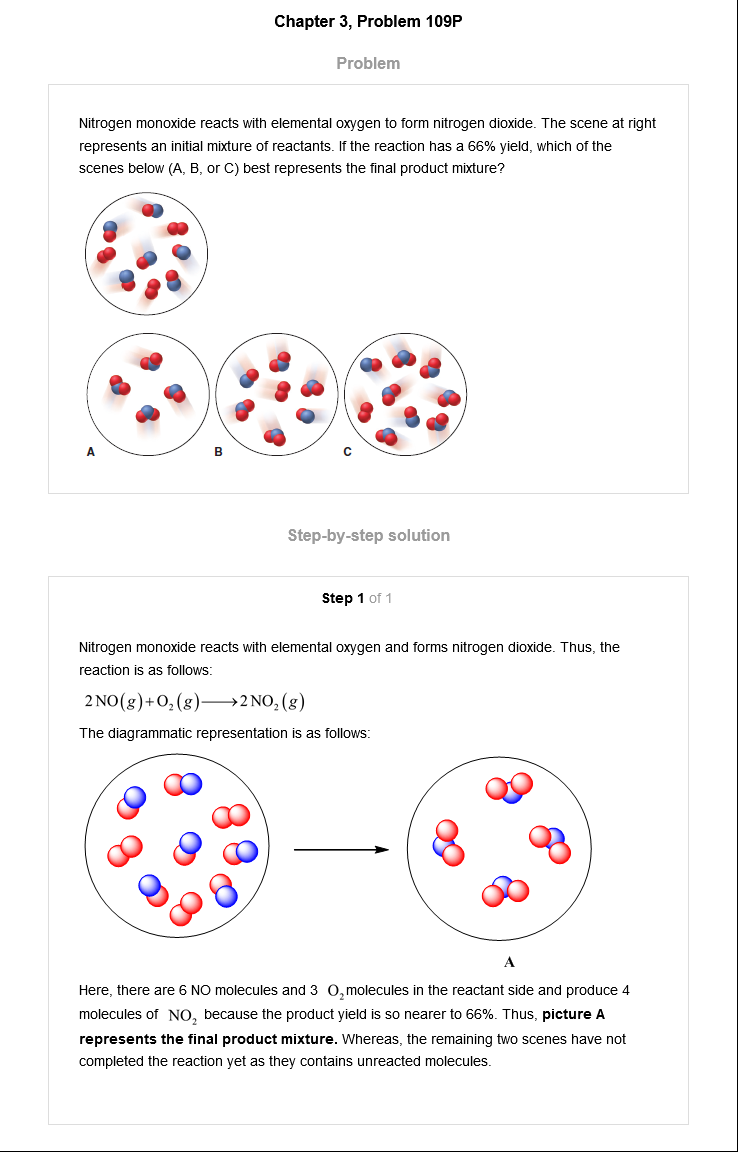 Chapter 3, Problem 109P
Problem
Nitrogen monoxide reacts with elemental oxygen to form nitrogen dioxide. The scene at right
represents an initial mixture of reactants. If the reaction has a 66% yield, which of the
scenes below (A, B, or C) best represents the final product mixture?
A B C
Step-by-step solution
Step 1 of 1
Nitrogen monoxide reacts with elemental oxygen and forms nitrogen dioxide. Thus, the
reaction is as follows:
2 NO(g)+O₂(g)⟶2 NO₂(g)
The diagrammatic representation is as follows:
A
Here, there are 6 NO molecules and 3 O₂ molecules in the reactant side and produce 4
molecules of NO₂ because the product yield is so nearer to 66%. Thus, picture A
represents the final product mixture. Whereas, the remaining two scenes have not
completed the reaction yet as they contains unreacted molecules.